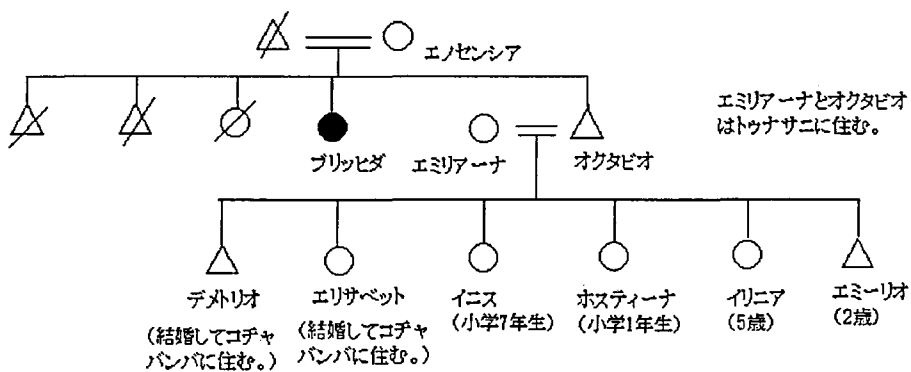 エノセンシア
エミリアーナとオクタビオ
はトゥナサニに住む。
ブリッヒダ
エミリアーナ
オクタビオ
デメトリオ
(結婚してコチャ
バンバに住む。)
エリサベット
(結婚してコチャ
バンバに住む。)
イニス
(小学7年生)
ホスティーナ
(小学1年生)
イリニア
(5歳)
エミーリオ
(2歳)